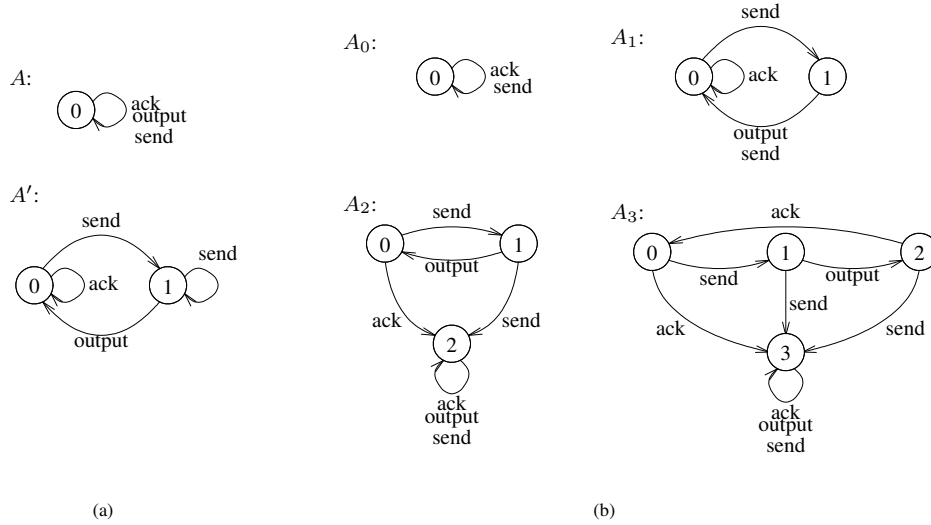 A:
0
ack
output
send
A′:
send
0
ack
1
send
output
(a)
A₀:
0
ack
send
A₁:
send
0
ack
1
output
send
A₂:
send
0
1
output
ack
send
2
ack
output
send
A₃:
ack
0
1
2
send
output
ack
send
send
3
ack
output
send
(b)